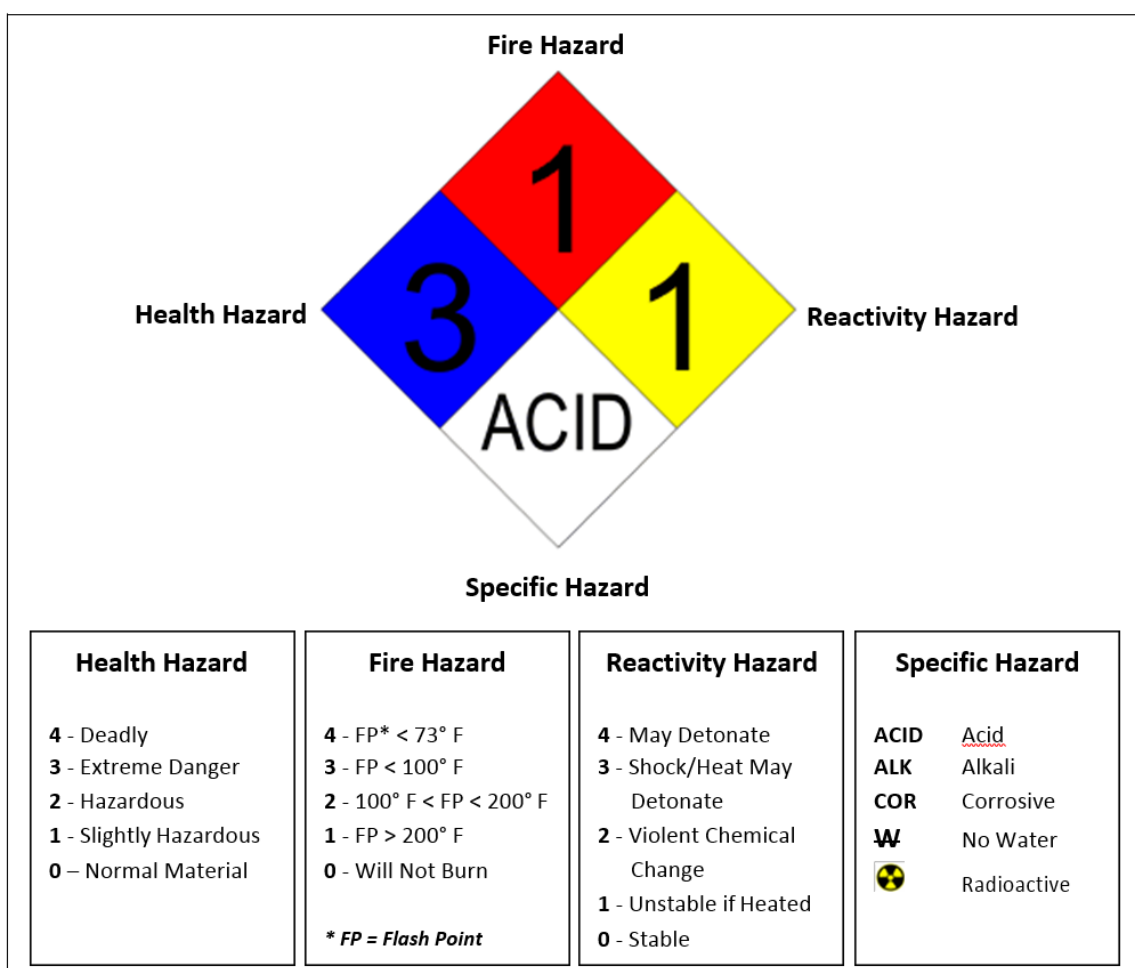 Fire Hazard
1
3
1
Health Hazard
Reactivity Hazard
ACID
Specific Hazard
Health Hazard
4 - Deadly
3 - Extreme Danger
2 - Hazardous
1 - Slightly Hazardous
0 – Normal Material
Fire Hazard
4 - FP* < 73° F
3 - FP < 100° F
2 - 100° F < FP < 200° F
1 - FP > 200° F
0 - Will Not Burn
* FP = Flash Point
Reactivity Hazard
4 - May Detonate
3 - Shock/Heat May
Detonate
2 - Violent Chemical
Change
1 - Unstable if Heated
0 - Stable
Specific Hazard
ACID Acid
ALK Alkali
COR Corrosive
W No Water
Radioactive